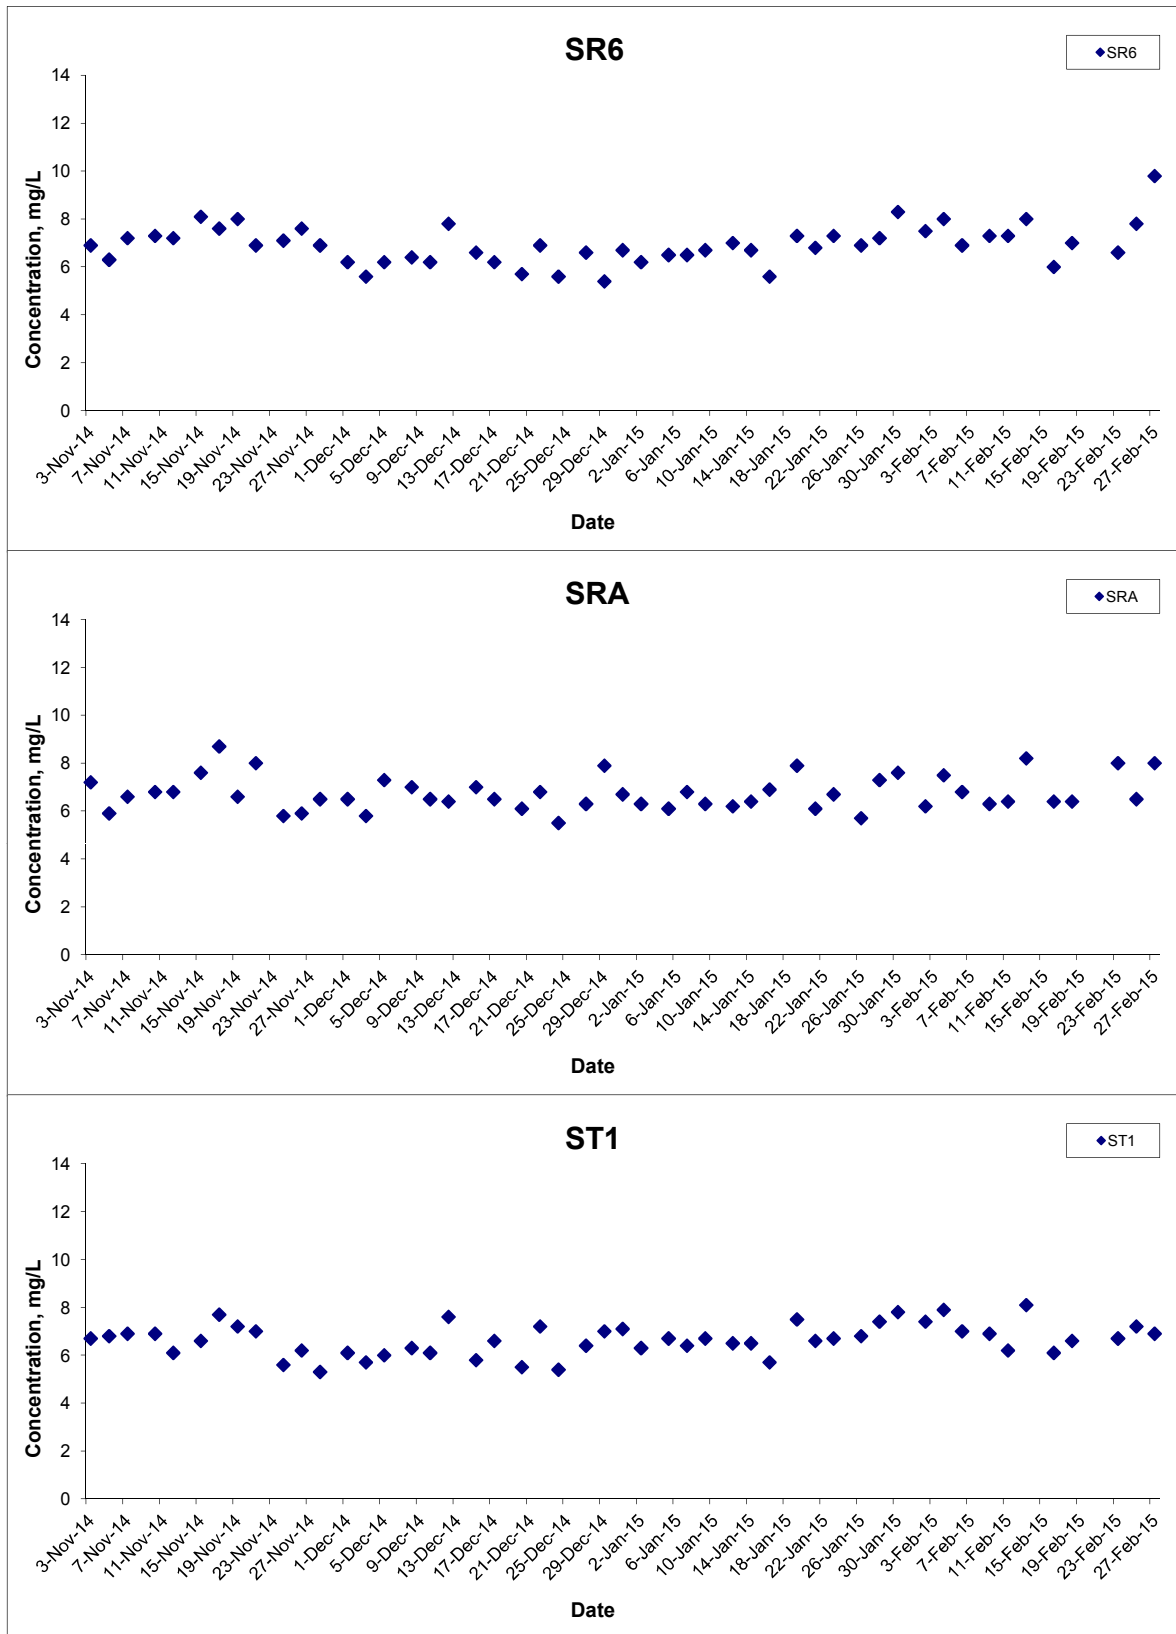 SR6
SR6
14
12
10
8
6
4
2
0
Concentration, mg/L
3-Nov-14
7-Nov-14
11-Nov-14
15-Nov-14
19-Nov-14
23-Nov-14
27-Nov-14
1-Dec-14
5-Dec-14
9-Dec-14
13-Dec-14
17-Dec-14
21-Dec-14
25-Dec-14
29-Dec-14
2-Jan-15
6-Jan-15
10-Jan-15
14-Jan-15
18-Jan-15
22-Jan-15
26-Jan-15
30-Jan-15
3-Feb-15
7-Feb-15
11-Feb-15
15-Feb-15
19-Feb-15
23-Feb-15
27-Feb-15
Date
SRA
SRA
14
12
10
8
6
4
2
0
Concentration, mg/L
3-Nov-14
7-Nov-14
11-Nov-14
15-Nov-14
19-Nov-14
23-Nov-14
27-Nov-14
1-Dec-14
5-Dec-14
9-Dec-14
13-Dec-14
17-Dec-14
21-Dec-14
25-Dec-14
29-Dec-14
2-Jan-15
6-Jan-15
10-Jan-15
14-Jan-15
18-Jan-15
22-Jan-15
26-Jan-15
30-Jan-15
3-Feb-15
7-Feb-15
11-Feb-15
15-Feb-15
19-Feb-15
23-Feb-15
27-Feb-15
Date
ST1
ST1
14
12
10
8
6
4
2
0
Concentration, mg/L
3-Nov-14
7-Nov-14
11-Nov-14
15-Nov-14
19-Nov-14
23-Nov-14
27-Nov-14
1-Dec-14
5-Dec-14
9-Dec-14
13-Dec-14
17-Dec-14
21-Dec-14
25-Dec-14
29-Dec-14
2-Jan-15
6-Jan-15
10-Jan-15
14-Jan-15
18-Jan-15
22-Jan-15
26-Jan-15
30-Jan-15
3-Feb-15
7-Feb-15
11-Feb-15
15-Feb-15
19-Feb-15
23-Feb-15
27-Feb-15
Date